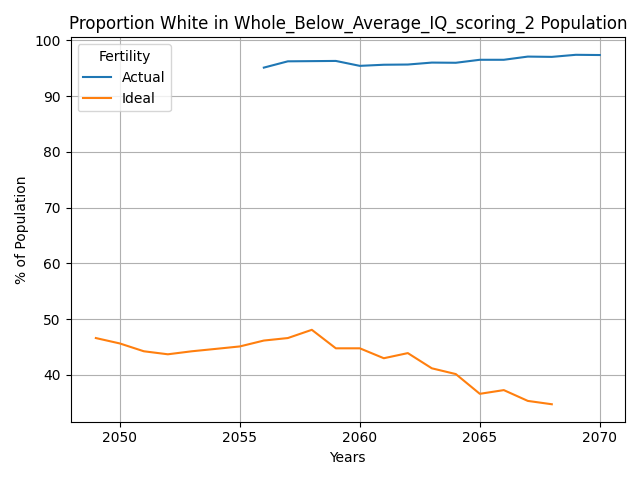 Proportion White in Whole_Below_Average_IQ_scoring_2 Population
100
90
80
70
60
50
40
% of Population
Fertility
Actual
Ideal
2050 2055 2060 2065 2070
Years